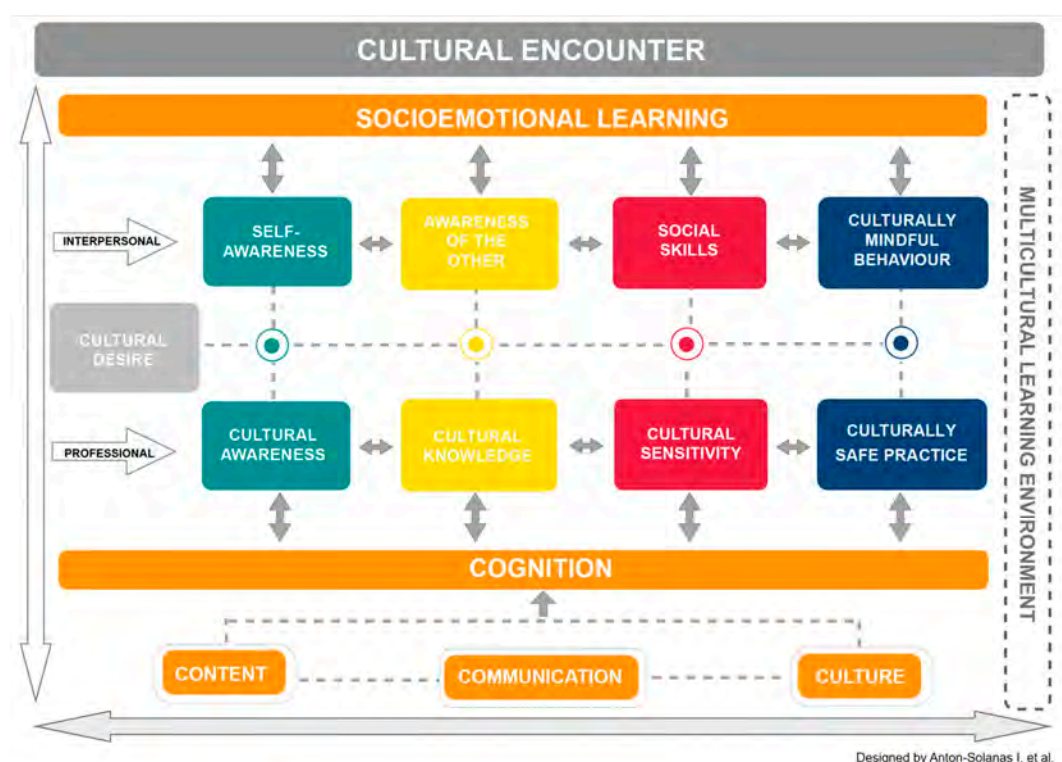 CULTURAL ENCOUNTER
SOCIOEMOTIONAL LEARNING
INTERPERSONAL
SELF-
AWARENESS
AWARENESS
OF THE
OTHER
SOCIAL
SKILLS
CULTURALLY
MINDFUL
BEHAVIOUR
CULTURAL
DESIRE
PROFESSIONAL
CULTURAL
AWARENESS
CULTURAL
KNOWLEDGE
CULTURAL
SENSITIVITY
CULTURALLY
SAFE PRACTICE
COGNITION
CONTENT
COMMUNICATION
CULTURE
MULTICULTURAL LEARNING ENVIRONMENT
Designed by Anton-Solanas I. et al.